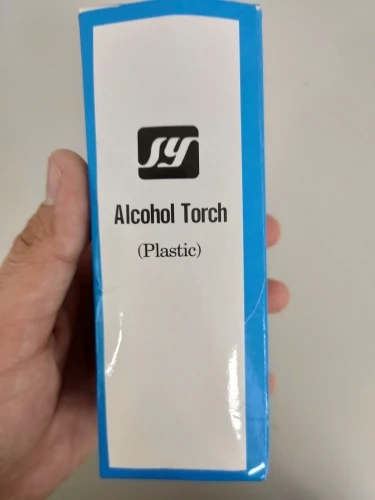 SY
Alcohol Torch
(Plastic)